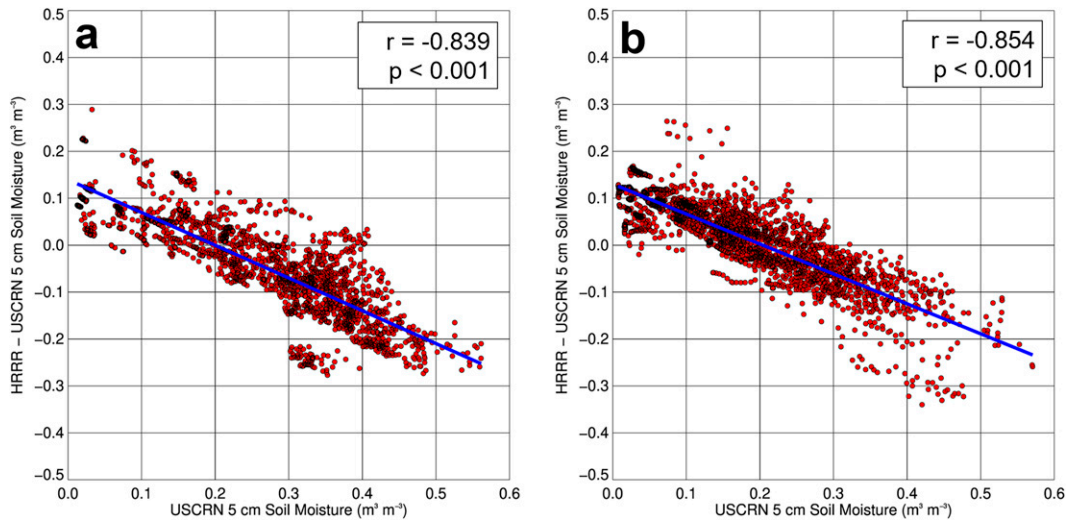 a
r = -0.839
p < 0.001
HRRR – USCRN 5 cm Soil Moisture (m³ m⁻³)
0.5
0.4
0.3
0.2
0.1
0.0
−0.1
−0.2
−0.3
−0.4
−0.5
0.0 0.1 0.2 0.3 0.4 0.5 0.6
USCRN 5 cm Soil Moisture (m³ m⁻³)
b
r = -0.854
p < 0.001
HRRR – USCRN 5 cm Soil Moisture (m³ m⁻³)
0.5
0.4
0.3
0.2
0.1
0.0
−0.1
−0.2
−0.3
−0.4
−0.5
0.0 0.1 0.2 0.3 0.4 0.5 0.6
USCRN 5 cm Soil Moisture (m³ m⁻³)